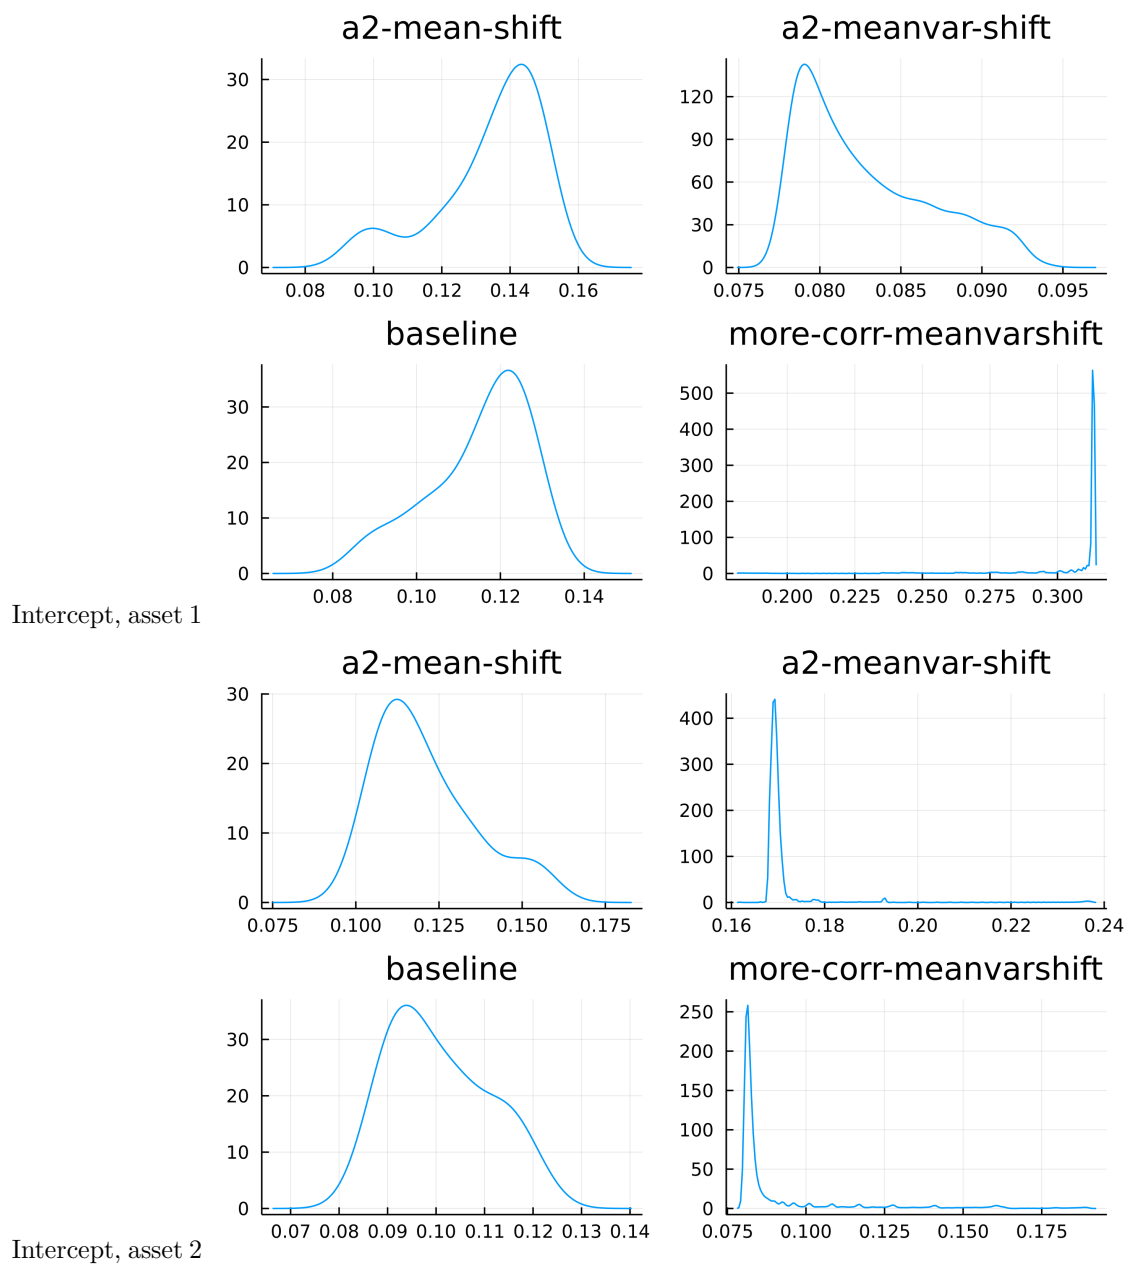 a2-mean-shift a2-meanvar-shift
30 120
20 90
60
10 30
0 0
0.08 0.10 0.12 0.14 0.16 0.075 0.080 0.085 0.090 0.095
baseline more-corr-meanvarshift
500
30 400
20 300
200
10 100
0 0
0.08 0.10 0.12 0.14 0.200 0.225 0.250 0.275 0.300
Intercept, asset 1
a2-mean-shift a2-meanvar-shift
30 400
20 300
200
10 100
0 0
0.075 0.100 0.125 0.150 0.175 0.16 0.18 0.20 0.22 0.24
baseline more-corr-meanvarshift
250
30 200
20 150
100
10 50
0 0
0.07 0.08 0.09 0.10 0.11 0.12 0.13 0.14 0.075 0.100 0.125 0.150 0.175
Intercept, asset 2